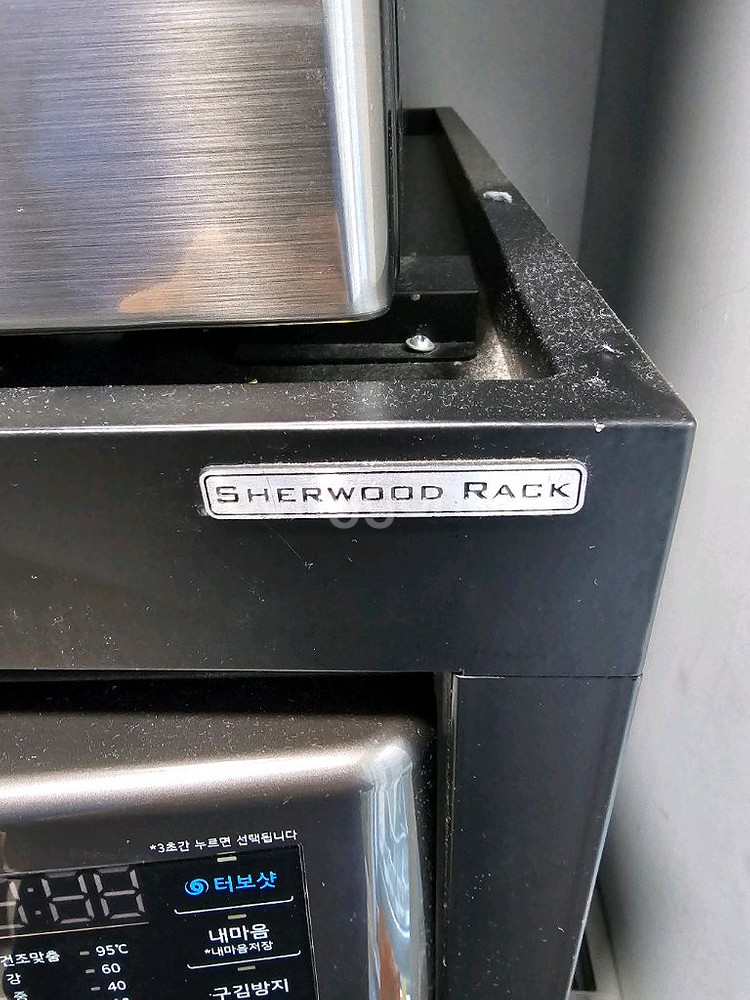 SHERWOOD RACK
*3초간 누르면 선택됩니다
터보샷
내마음
*내마음저장
건조맞춤 - 95℃
강 - 60
중 - 40
구김방지